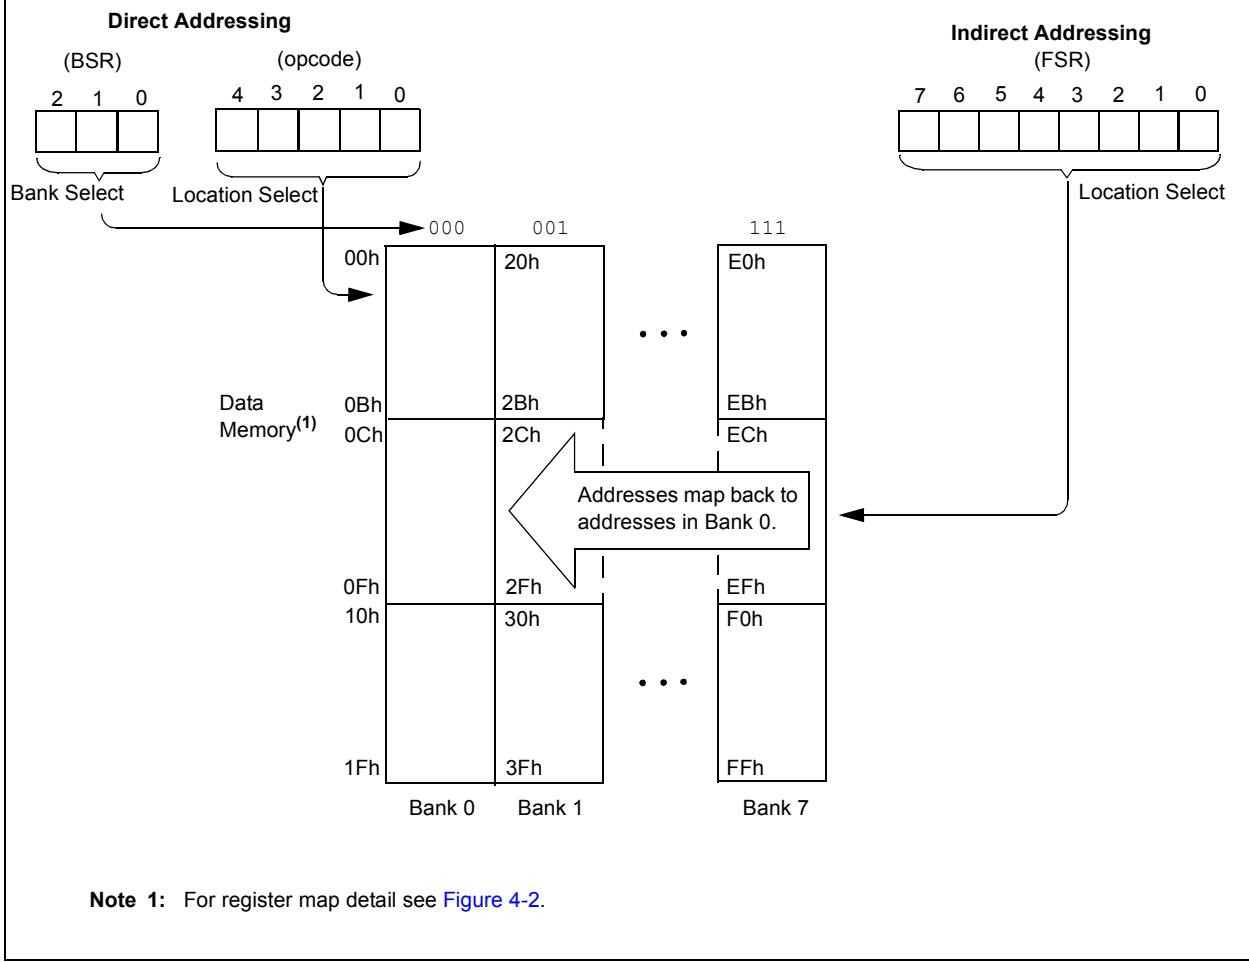 Direct Addressing
(BSR)
(opcode)
2 1 0
4 3 2 1 0
Bank Select
Location Select
Indirect Addressing
(FSR)
7 6 5 4 3 2 1 0
Location Select
000 001 111
00h 20h E0h
• • •
Data
Memory(1)
0Bh 2Bh EBh
0Ch 2Ch ECh
Addresses map back to
addresses in Bank 0.
0Fh 2Fh EFh
10h 30h F0h
• • •
1Fh 3Fh FFh
Bank 0 Bank 1 Bank 7
Note 1: For register map detail see Figure 4-2.